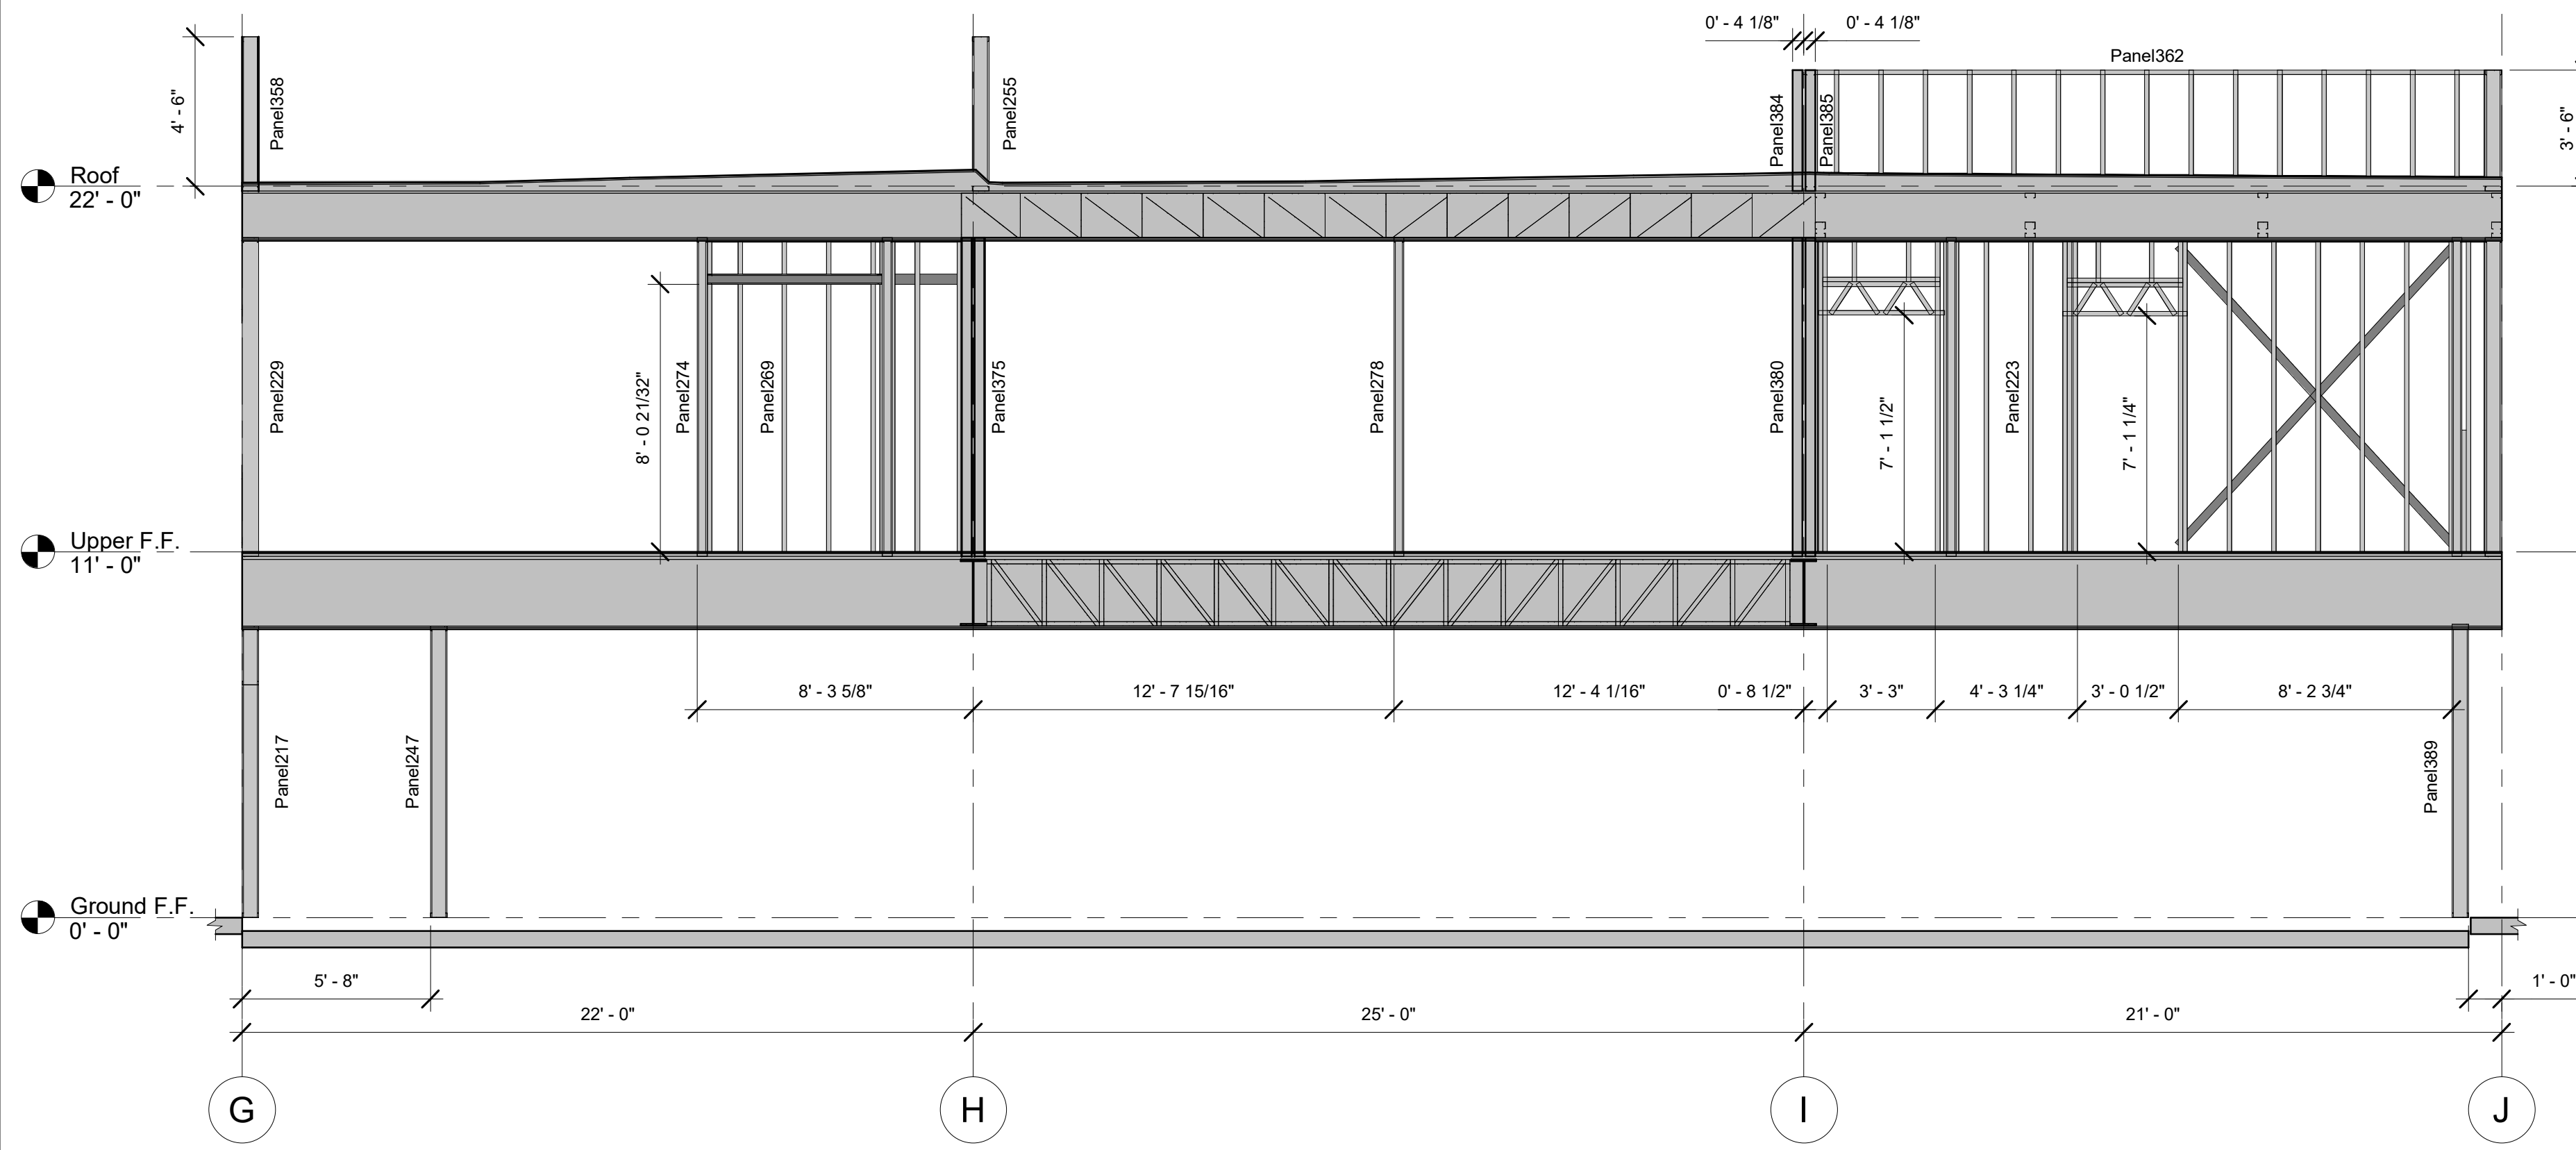 0' - 4 1/8"
0' - 4 1/8"
Panel362
4' - 6"
Panel358
Panel255
Panel384
Panel385
3' - 6"
Roof
22' - 0"
Panel229
8' - 0 21/32"
Panel274
Panel269
Panel375
Panel278
Panel380
7' - 1 1/2"
Panel223
7' - 1 1/4"
Upper F.F.
11' - 0"
8' - 3 5/8"
12' - 7 15/16"
12' - 4 1/16"
0' - 8 1/2"
3' - 3"
4' - 3 1/4"
3' - 0 1/2"
8' - 2 3/4"
Panel217
Panel247
Panel389
Ground F.F.
0' - 0"
5' - 8"
1' - 0"
22' - 0"
25' - 0"
21' - 0"
G
H
I
J